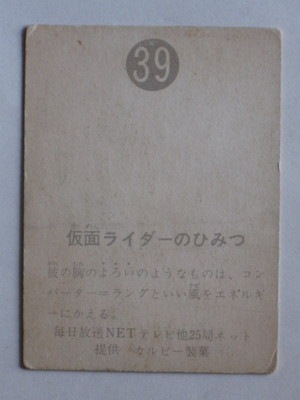 39
仮面ライダーのひみつ
彼の胸のよろいのようなものは、コン
バーター＝ラングといい風をエネルギ
ーにかえる。
毎日放送NETテレビ他25局ネット
提供 カルビー製菓